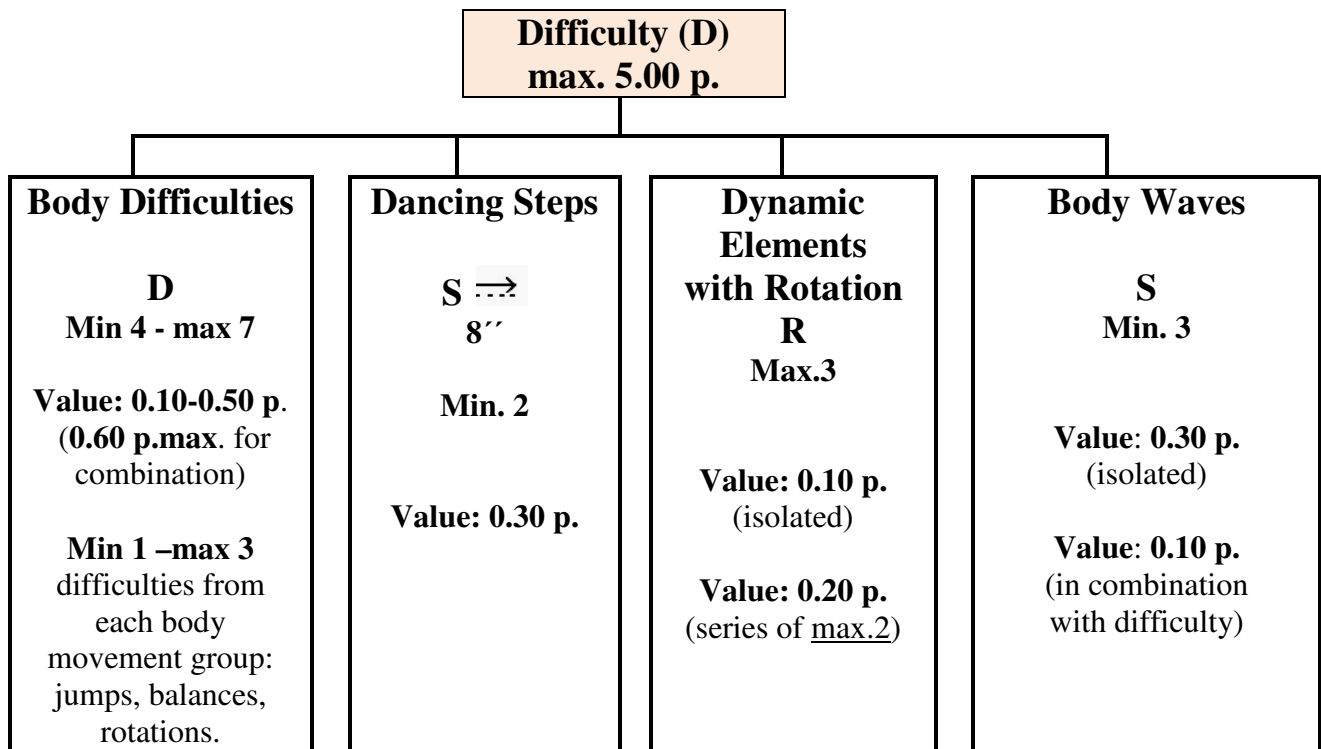 Difficulty (D)
max. 5.00 p.
Body Difficulties
D
Min 4 - max 7
Value: 0.10-0.50 p.
(0.60 p.max. for
combination)
Min 1 –max 3
difficulties from
each body
movement group:
jumps, balances,
rotations.
Dancing Steps
S
8´´
Min. 2
Value: 0.30 p.
Dynamic
Elements
with Rotation
R
Max.3
Value: 0.10 p.
(isolated)
Value: 0.20 p.
(series of max.2)
Body Waves
S
Min. 3
Value: 0.30 p.
(isolated)
Value: 0.10 p.
(in combination
with difficulty)